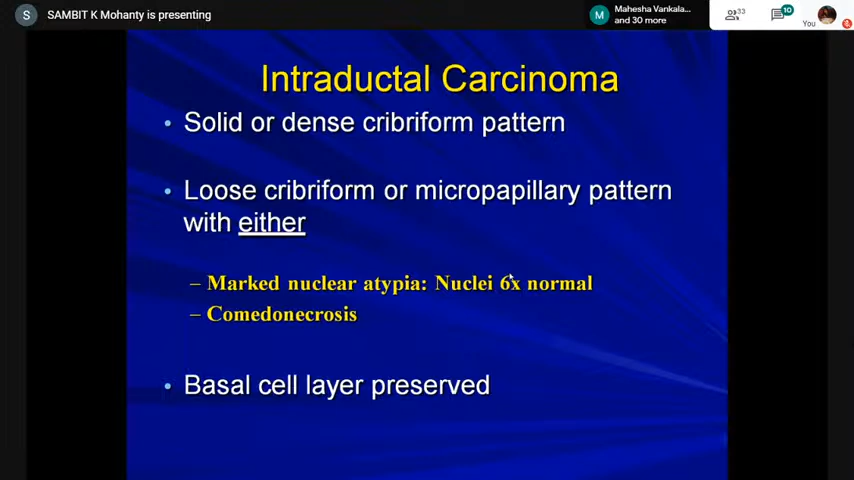 S SAMBIT K Mohanty is presenting
M Mahesha Vankala...
and 30 more
33
10
You
Intraductal Carcinoma
• Solid or dense cribriform pattern
• Loose cribriform or micropapillary pattern
with either
– Marked nuclear atypia: Nuclei 6x normal
– Comedonecrosis
• Basal cell layer preserved